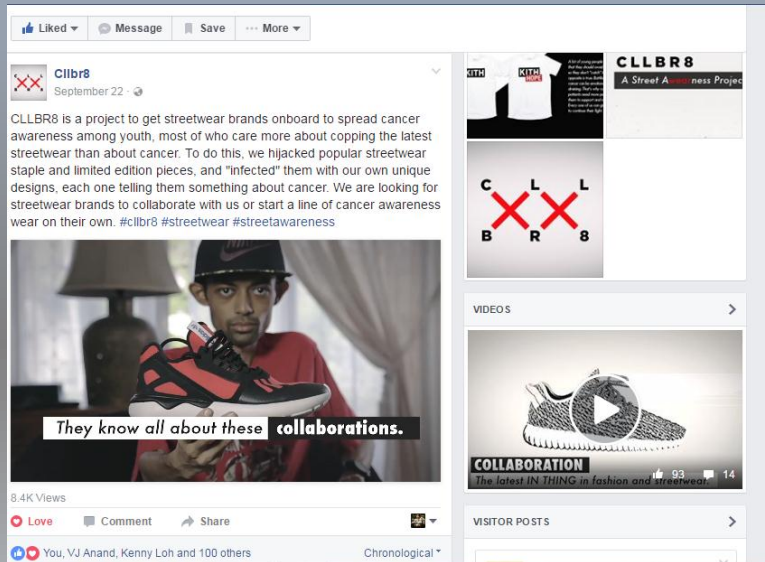 Liked
Message
Save
More
Cllbr8
September 22
CLLBR8 is a project to get streetwear brands onboard to spread cancer
awareness among youth, most of who care more about copping the latest
streetwear than about cancer. To do this, we hijacked popular streetwear
staple and limited edition pieces, and "infected" them with our own unique
designs, each one telling them something about cancer. We are looking for
streetwear brands to collaborate with us or start a line of cancer awareness
wear on their own. #cllbr8 #streetwear #streetawareness
They know all about these collaborations.
8.4K Views
Love
Comment
Share
You, VJ Anand, Kenny Loh and 100 others
Chronological
KITH
KITH
HOPE
CLLBR8
A Street Awearness Projec
C L L
B R 8
VIDEOS
COLLABORATION
93
14
The latest IN THING in fashion and streetwear.
VISITOR POSTS